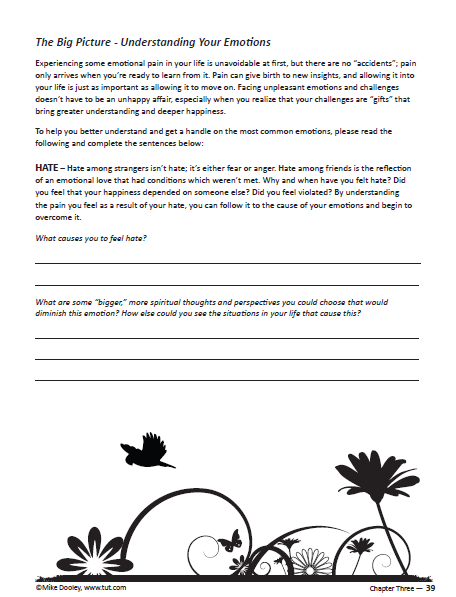 The Big Picture - Understanding Your Emotions
Experiencing some emotional pain in your life is unavoidable at first, but there are no “accidents”; pain
only arrives when you’re ready to learn from it. Pain can give birth to new insights, and allowing it into
your life is just as important as allowing it to move on. Facing unpleasant emotions and challenges
doesn’t have to be an unhappy affair, especially when you realize that your challenges are “gifts” that
bring greater understanding and deeper happiness.
To help you better understand and get a handle on the most common emotions, please read the
following and complete the sentences below:
HATE – Hate among strangers isn’t hate; it’s either fear or anger. Hate among friends is the reflection
of an emotional love that had conditions which weren’t met. Why and when have you felt hate? Did
you feel that your happiness depended on someone else? Did you feel violated? By understanding
the pain you feel as a result of your hate, you can follow it to the cause of your emotions and begin to
overcome it.
What causes you to feel hate?
What are some “bigger,” more spiritual thoughts and perspectives you could choose that would
diminish this emotion? How else could you see the situations in your life that cause this?
©Mike Dooley, www.tut.com
Chapter Three — 39